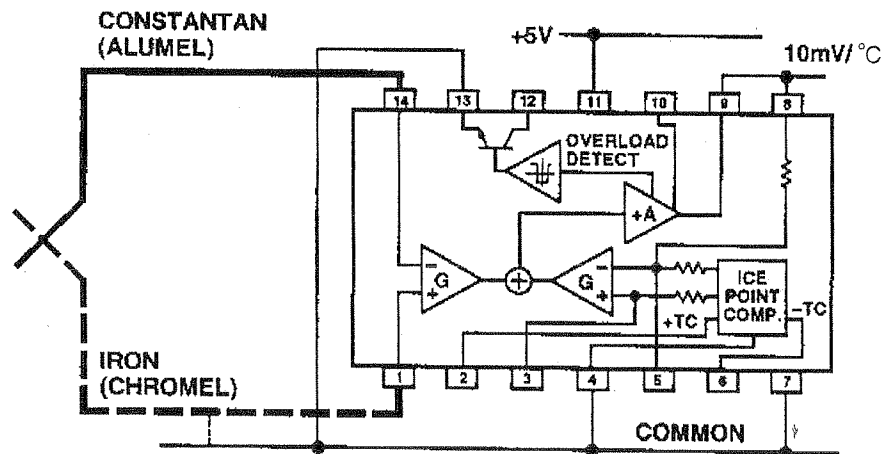 CONSTANTAN
(ALUMEL)
+5V
10mV/°C
14
13
12
11
10
9
8
OVERLOAD
DETECT
+A
-
G
+
+
-
G
+
ICE
POINT
COMP.
+TC
-TC
IRON
(CHROMEL)
1
2
3
4
5
6
7
COMMON